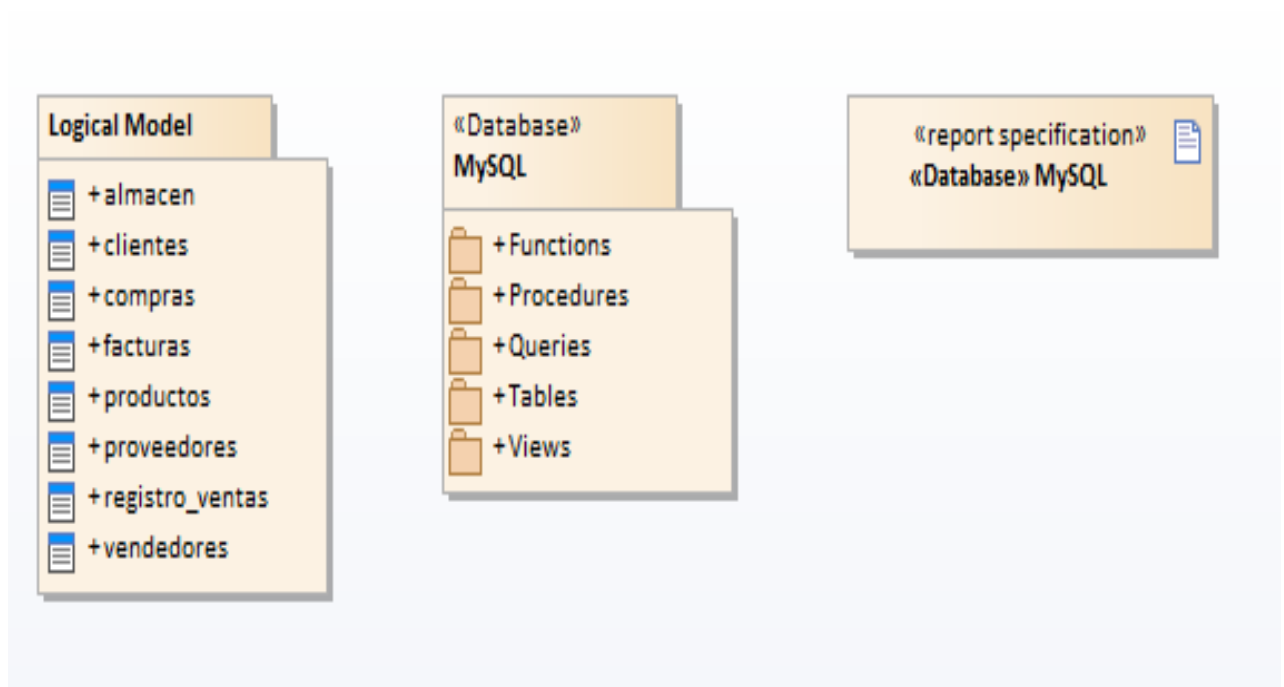 Logical Model
+almacen
+clientes
+compras
+facturas
+productos
+proveedores
+registro_ventas
+vendedores
«Database»
MySQL
+Functions
+Procedures
+Queries
+Tables
+Views
«report specification»
«Database» MySQL